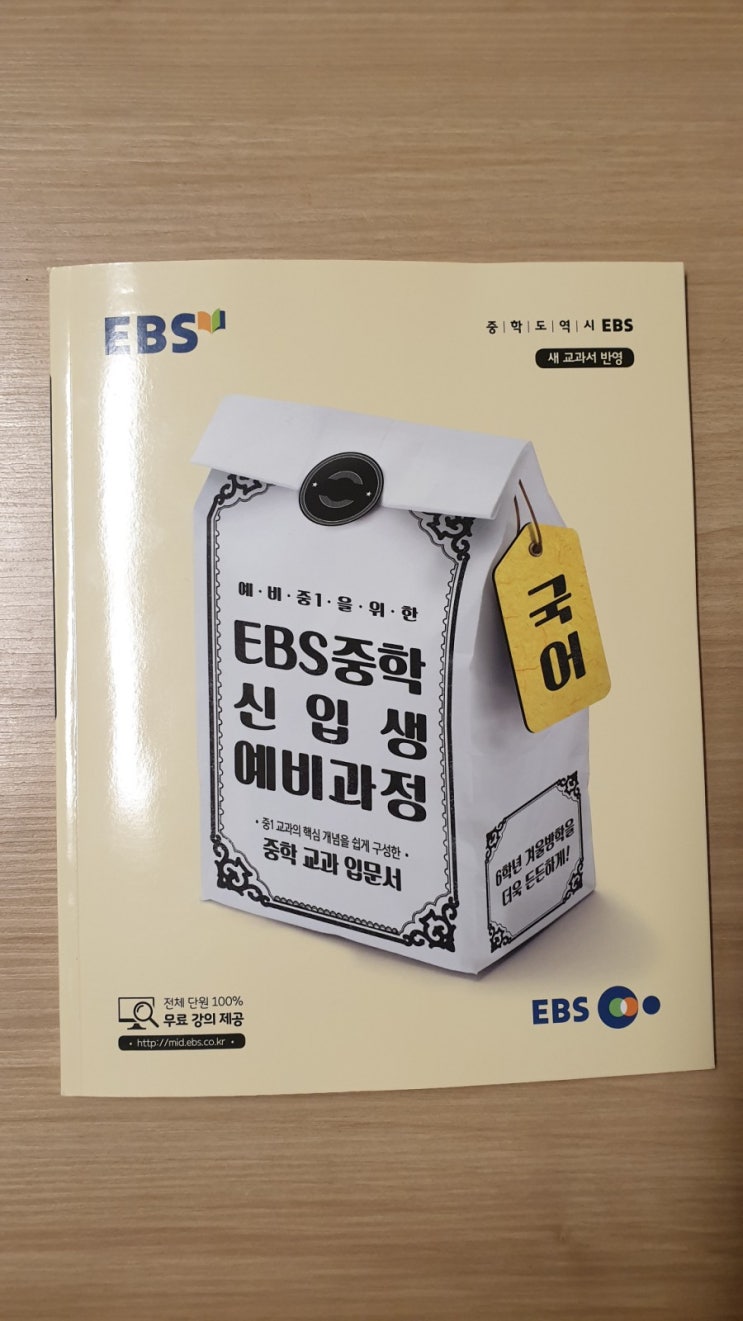 EBS
중|학|도|역|시 EBS
새 교과서 반영
예·비·중1·을·위·한
EBS중학
신입생
예비과정
• 중1 교과의 핵심 개념을 쉽게 구성한 •
중학 교과 입문서
국어
6학년 겨울방학을
더욱 든든하게!
전체 단원 100%
무료 강의 제공
• http://mid.ebs.co.kr •
EBS